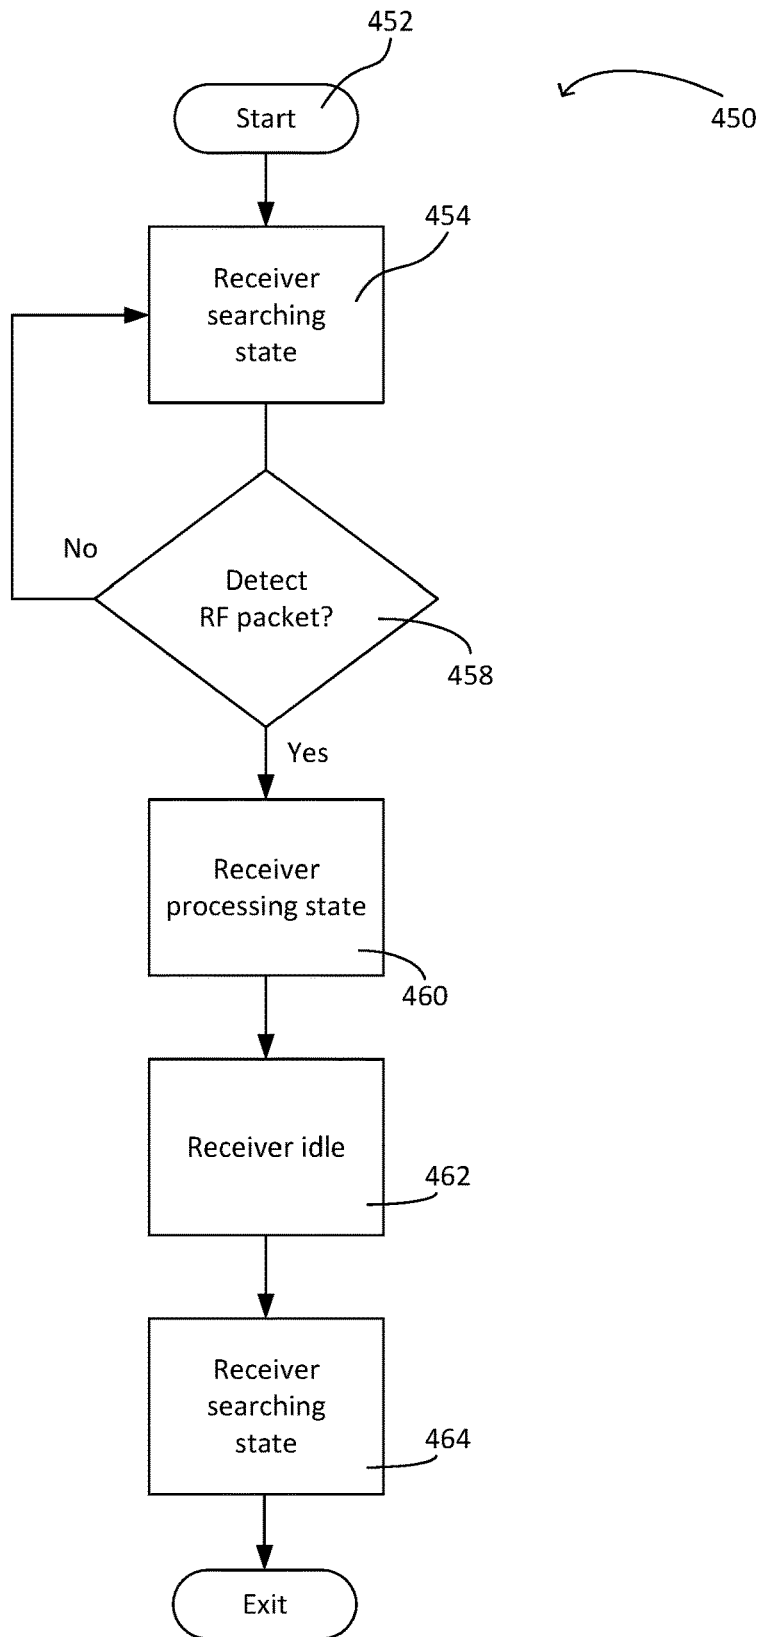 452
Start
450
454
Receiver
searching
state
No
Detect
RF packet?
458
Yes
Receiver
processing state
460
Receiver idle
462
Receiver
searching
state
464
Exit